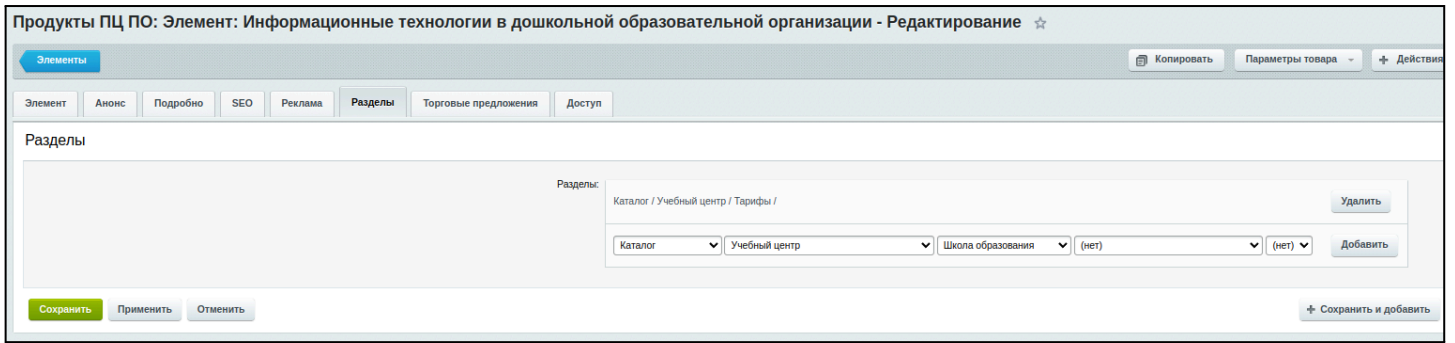 Продукты ПЦ ПО: Элемент: Информационные технологии в дошкольной образовательной организации - Редактирование
Элементы
Копировать Параметры товара Действия
Элемент Анонс Подробно SEO Реклама Разделы Торговые предложения Доступ
Разделы
Разделы:
Каталог / Учебный центр / Тарифы / Удалить
Каталог Учебный центр Школа образования (нет) (нет) Добавить
Сохранить Применить Отменить Сохранить и добавить